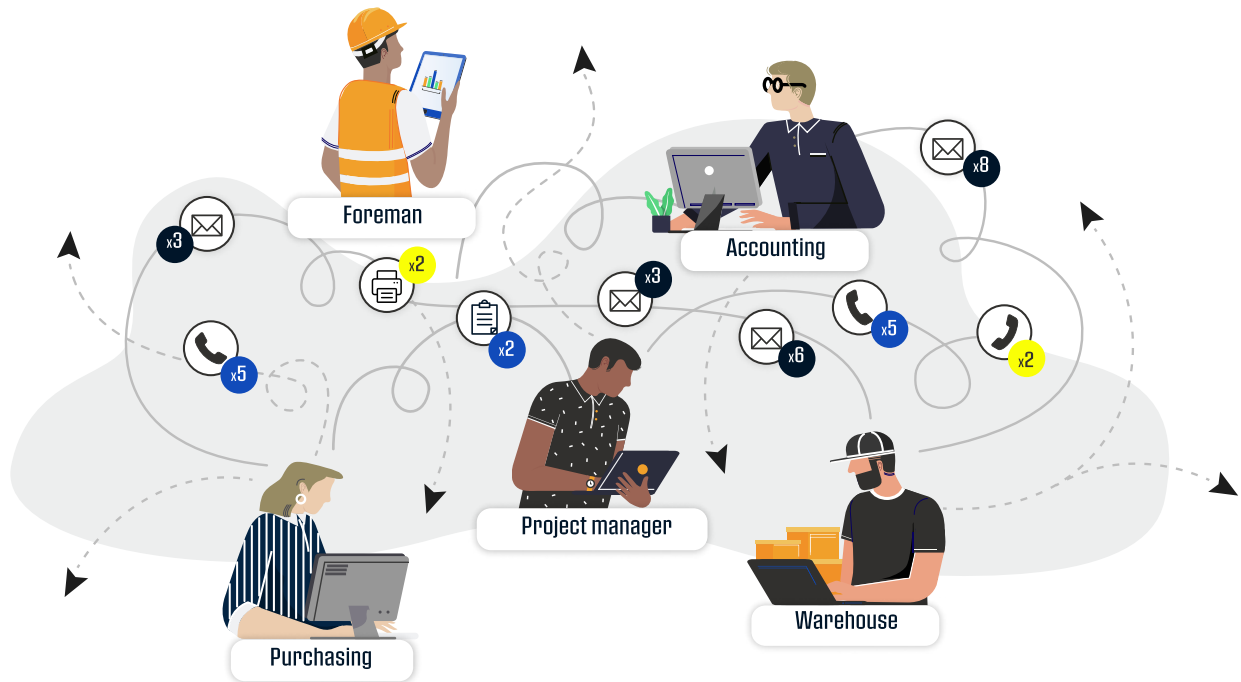 Foreman
Accounting
x8
x3
x2
x3
x2
x6
x5
x2
x5
Project manager
Warehouse
Purchasing